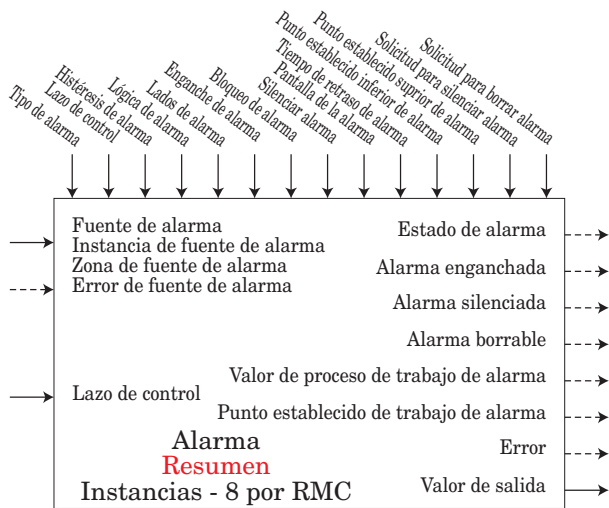 Tipo de alarma
Lazo de control
Histéresis de alarma
Lógica de alarma
Lados de alarma
Enganche de alarma
Bloqueo de alarma
Silenciar alarma
Pantalla de la alarma
Tiempo de retraso de alarma
Punto establecido inferior de alarma
Punto establecido suprior de alarma
Solicitud para silenciar alarma
Solicitud para borrar alarma
Fuente de alarma
Instancia de fuente de alarma
Zona de fuente de alarma
Error de fuente de alarma
Lazo de control
Estado de alarma
Alarma enganchada
Alarma silenciada
Alarma borrable
Valor de proceso de trabajo de alarma
Punto establecido de trabajo de alarma
Error
Valor de salida
Alarma
Resumen
Instancias - 8 por RMC